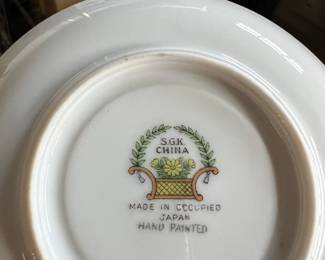 S.G.K.
CHINA
MADE IN OCCUPIED
JAPAN
HAND PAINTED